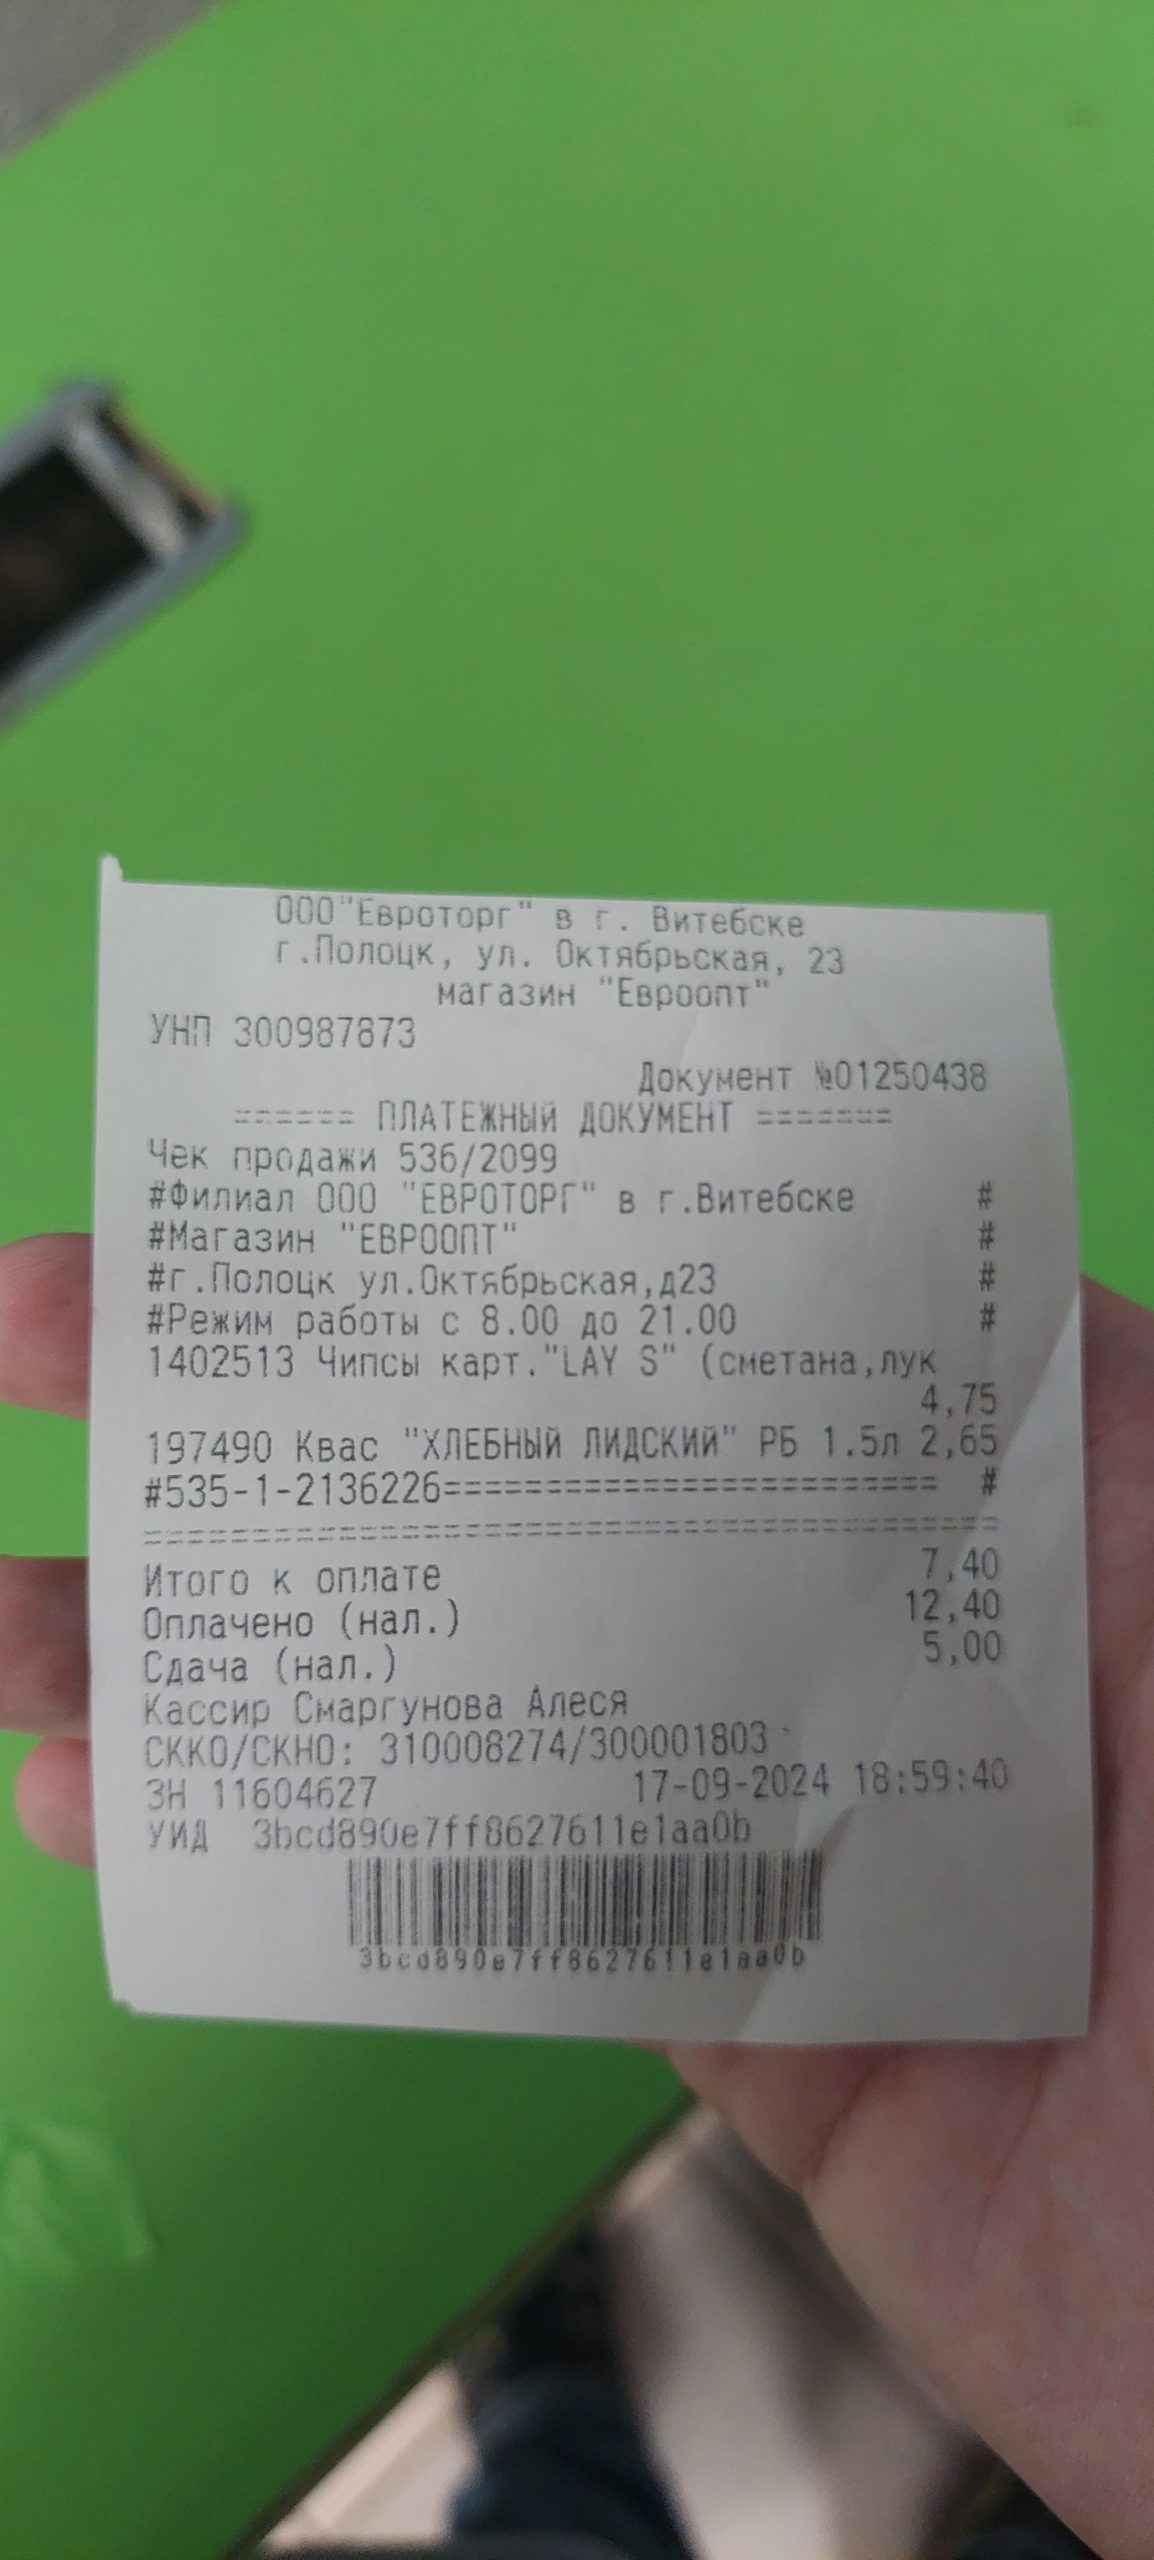 ООО"Евроторг" в г. Витебске
г.Полоцк, ул. Октябрьская, 23
магазин "Евроопт"
УНП 300987873
Документ №01250438
====== ПЛАТЕЖНЫЙ ДОКУМЕНТ =======
Чек продажи 536/2099
#Филиал ООО "ЕВРОТОРГ" в г.Витебске #
#Магазин "ЕВРООПТ" #
#г.Полоцк ул.Октябрьская,д23 #
#Режим работы с 8.00 до 21.00 #
1402513 Чипсы карт."LAY S" (сметана,лук
4,75
197490 Квас "ХЛЕБНЫЙ ЛИДСКИЙ" РБ 1.5л 2,65
#535-1-2136226========================= #
===========================================
Итого к оплате 7,40
Оплачено (нал.) 12,40
Сдача (нал.) 5,00
Кассир Смаргунова Алеся
СККО/СКНО: 310008274/300001803
ЗН 11604627 17-09-2024 18:59:40
УИД 3bcd890e7ff8627611e1aa0b
3bcd890e7ff8627611e1aa0b